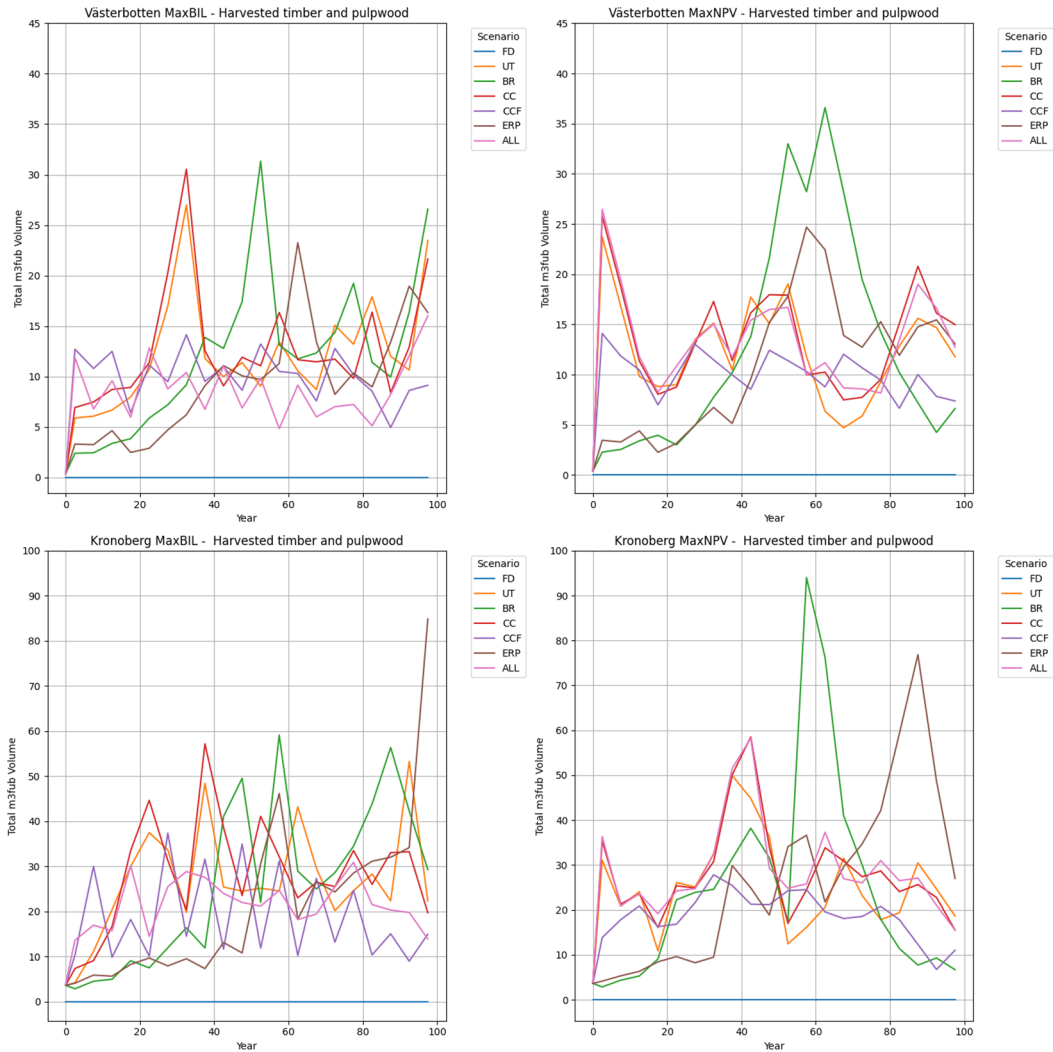 Västerbotten MaxBIL - Harvested timber and pulpwood
Total m3fub Volume
45
40
35
30
25
20
15
10
5
0
0 20 40 60 80 100
Year
Scenario
FD
UT
BR
CC
CCF
ERP
ALL
Västerbotten MaxNPV - Harvested timber and pulpwood
Total m3fub Volume
45
40
35
30
25
20
15
10
5
0
0 20 40 60 80 100
Year
Scenario
FD
UT
BR
CC
CCF
ERP
ALL
Kronoberg MaxBIL -  Harvested timber and pulpwood
Total m3fub Volume
100
90
80
70
60
50
40
30
20
10
0
0 20 40 60 80 100
Year
Scenario
FD
UT
BR
CC
CCF
ERP
ALL
Kronoberg MaxNPV -  Harvested timber and pulpwood
Total m3fub Volume
100
90
80
70
60
50
40
30
20
10
0
0 20 40 60 80 100
Year
Scenario
FD
UT
BR
CC
CCF
ERP
ALL